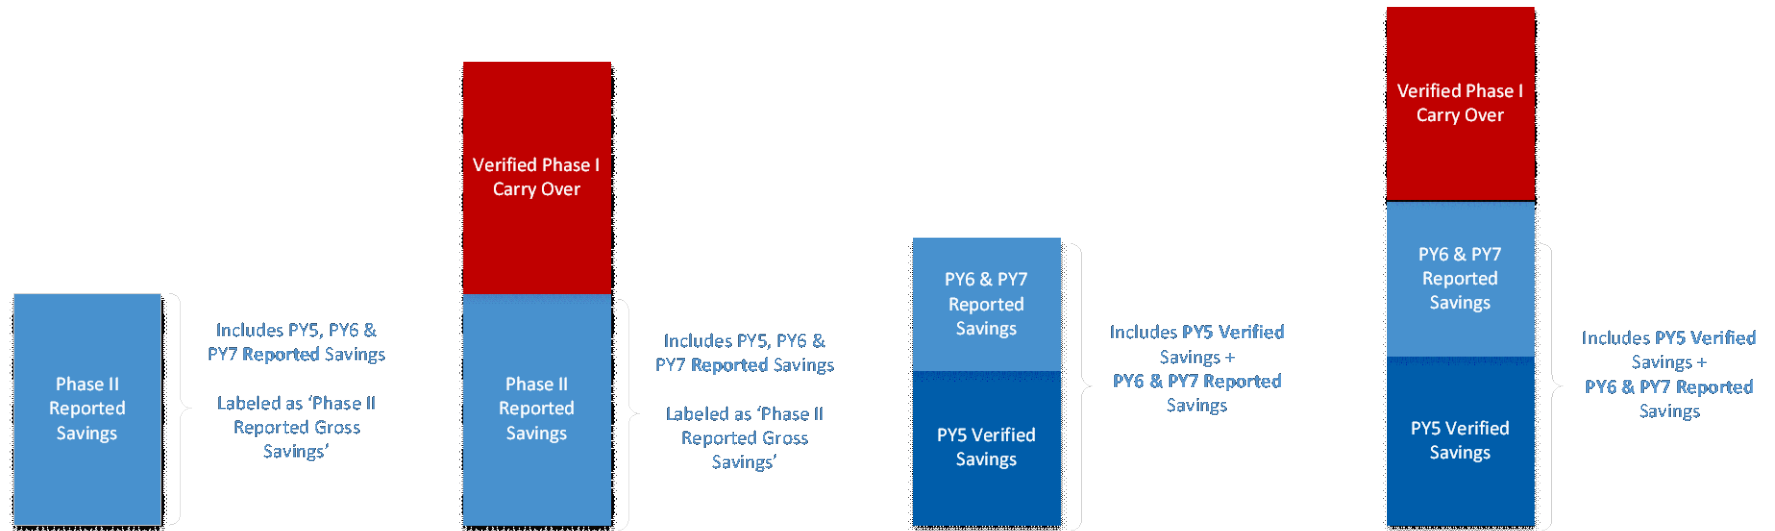 Phase II
Reported
Savings
Includes PY5, PY6 &
PY7 Reported Savings
Labeled as ‘Phase II
Reported Gross
Savings’
Verified Phase I
Carry Over
Phase II
Reported
Savings
Includes PY5, PY6 &
PY7 Reported Savings
Labeled as ‘Phase II
Reported Gross
Savings’
PY6 & PY7
Reported
Savings
PY5 Verified
Savings
Includes PY5 Verified
Savings +
PY6 & PY7 Reported
Savings
Verified Phase I
Carry Over
PY6 & PY7
Reported
Savings
PY5 Verified
Savings
Includes PY5 Verified
Savings +
PY6 & PY7 Reported
Savings